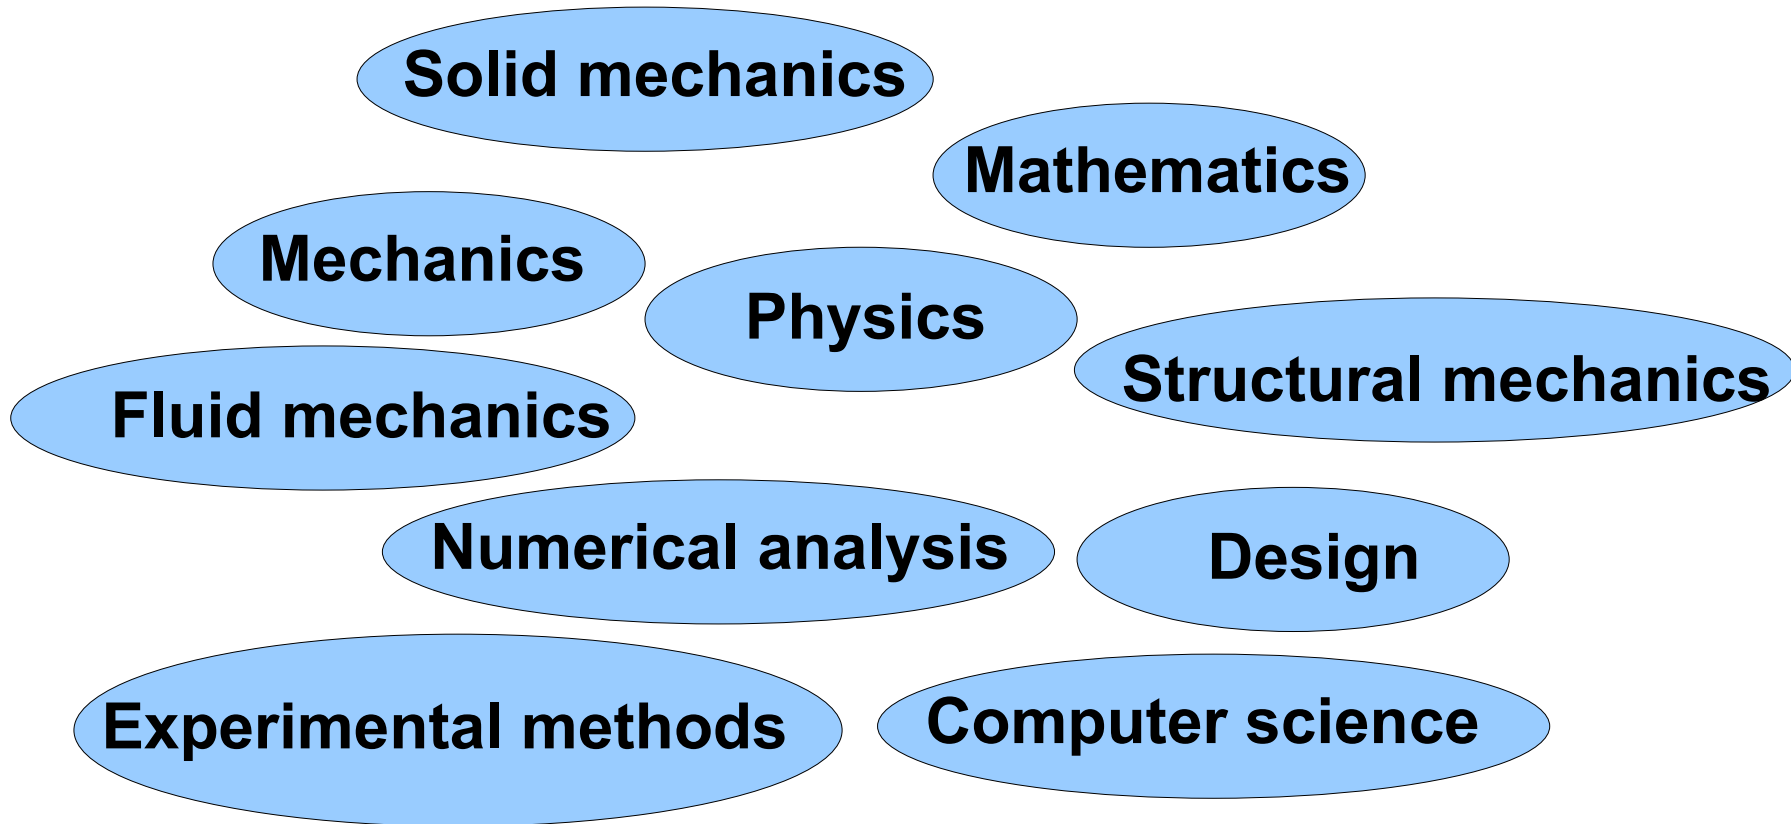 Solid mechanics
Mathematics
Mechanics
Physics
Structural mechanics
Fluid mechanics
Numerical analysis
Design
Experimental methods
Computer science